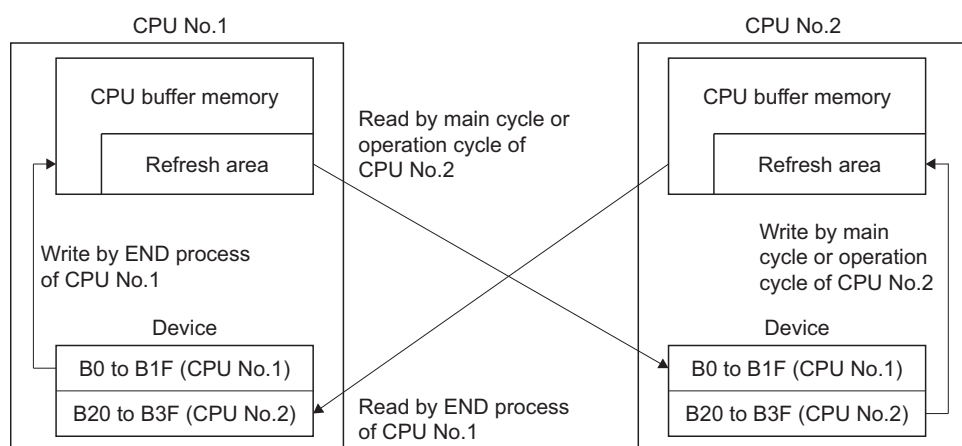 CPU No.1
CPU No.2
CPU buffer memory
Refresh area
Read by main cycle or
operation cycle of
CPU No.2
CPU buffer memory
Refresh area
Write by END process
of CPU No.1
Write by main
cycle or operation
cycle of CPU No.2
Device
B0 to B1F (CPU No.1)
B20 to B3F (CPU No.2)
Read by END process
of CPU No.1
Device
B0 to B1F (CPU No.1)
B20 to B3F (CPU No.2)